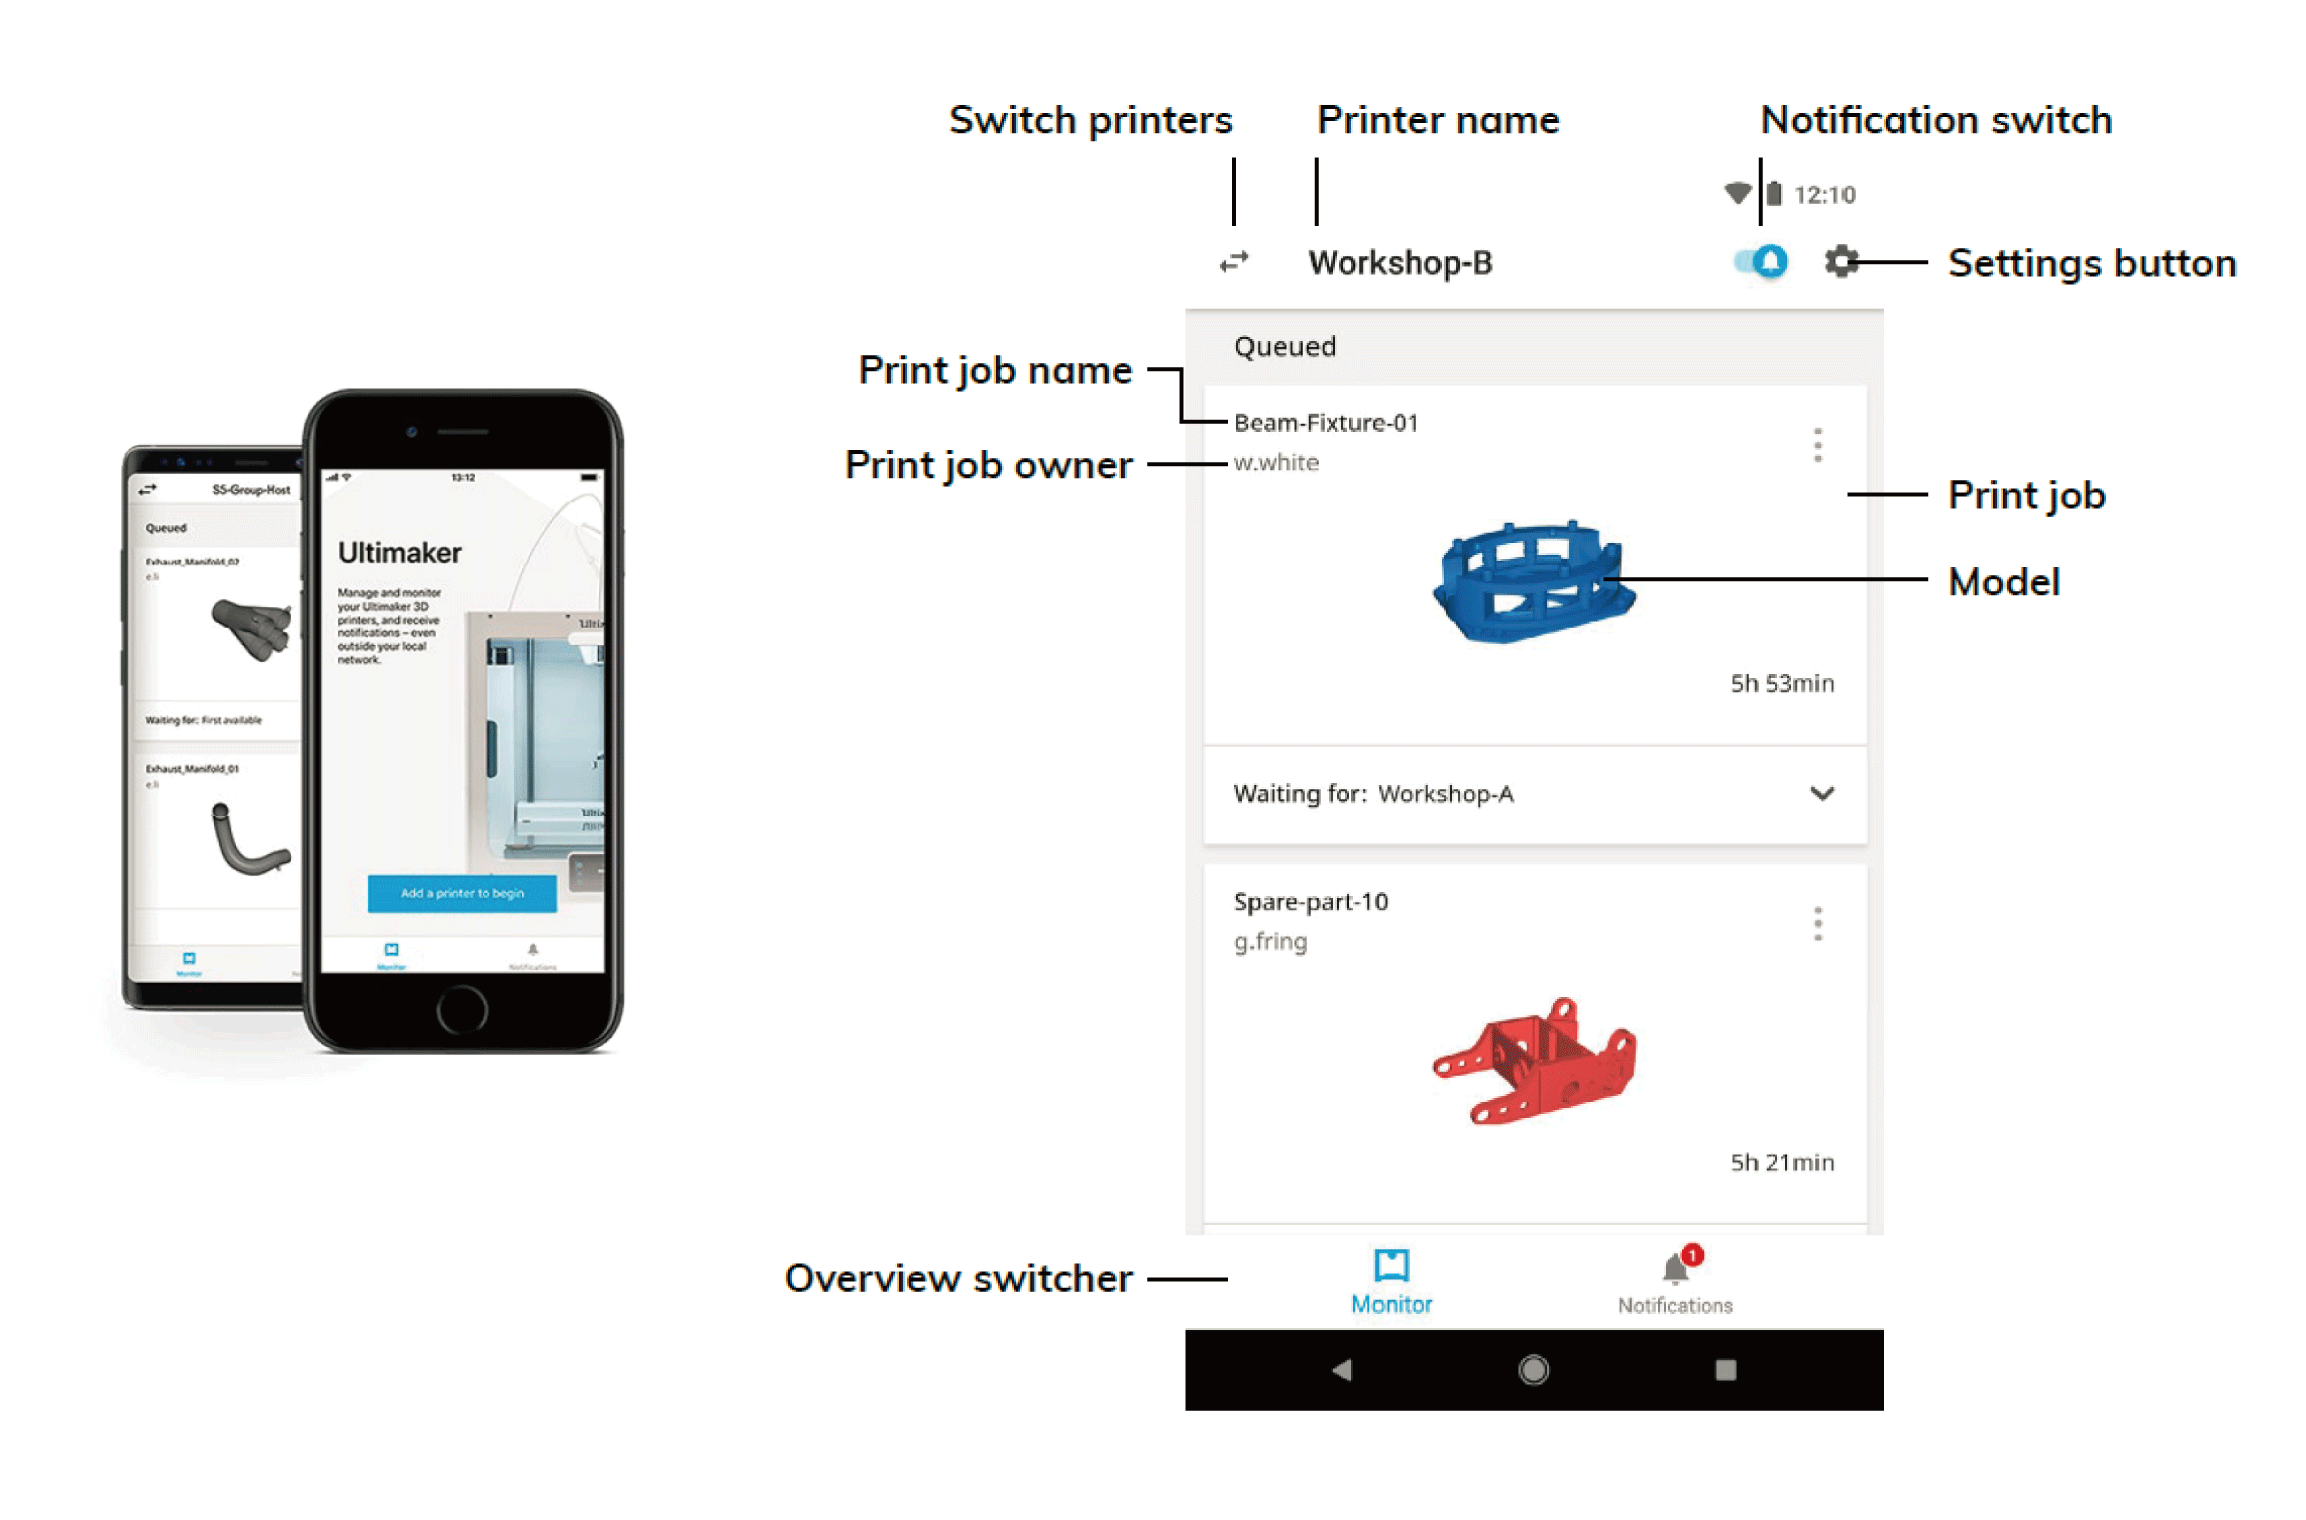 Switch printers
Printer name
Notification switch
12:10
Workshop-B
Settings button
Queued
Print job name
Beam-Fixture-01
Print job owner
w.white
Print job
Model
5h 53min
Waiting for: Workshop-A
Spare-part-10
g.fring
5h 21min
Overview switcher
1
Monitor
Notifications
S5-Group-Host
Queued
Exhaust_Manifold_02
e.li
Waiting for: First available
Exhaust_Manifold_01
e.li
Monitor
13:12
Ultimaker
Manage and monitor
your Ultimaker 3D
printers, and receive
notifications – even
outside your local
network.
Add a printer to begin
Monitor
Notifications